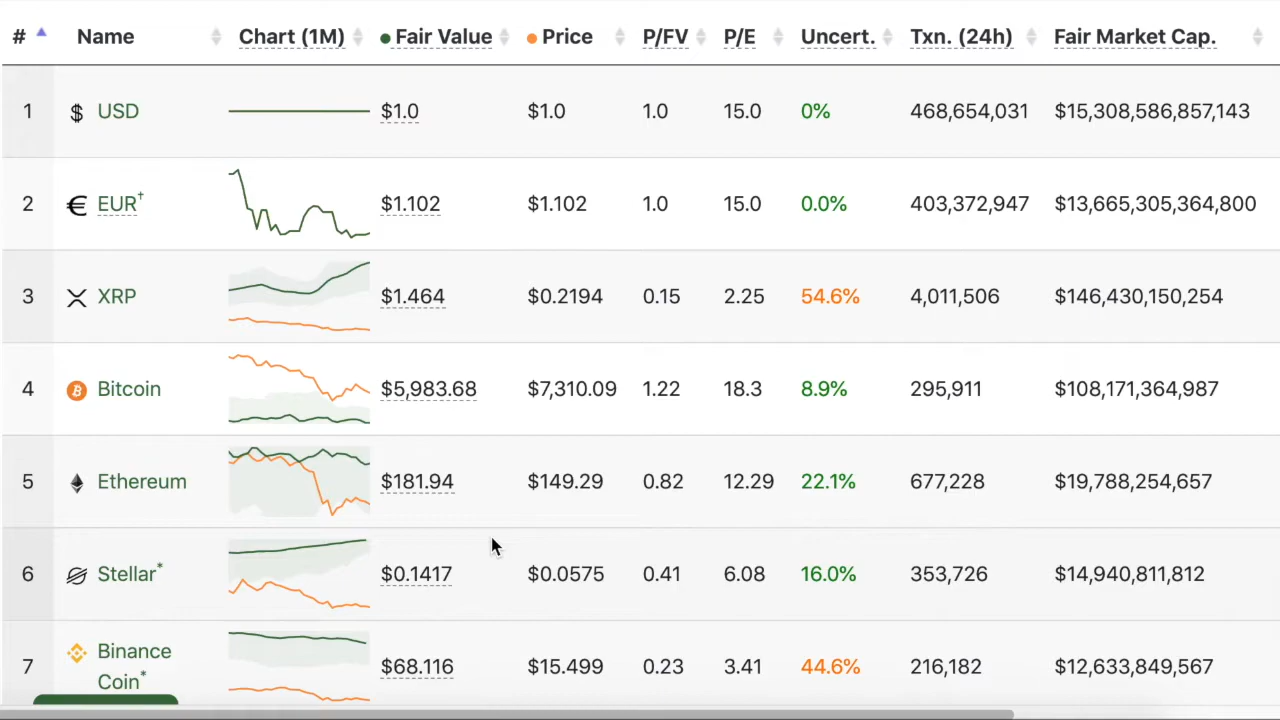 # Name Chart (1M) Fair Value Price P/FV P/E Uncert. Txn. (24h) Fair Market Cap.
1 $ USD $1.0 $1.0 1.0 15.0 0% 468,654,031 $15,308,586,857,143
2 € EUR† $1.102 $1.102 1.0 15.0 0.0% 403,372,947 $13,665,305,364,800
3 XRP $1.464 $0.2194 0.15 2.25 54.6% 4,011,506 $146,430,150,254
4 Bitcoin $5,983.68 $7,310.09 1.22 18.3 8.9% 295,911 $108,171,364,987
5 Ethereum $181.94 $149.29 0.82 12.29 22.1% 677,228 $19,788,254,657
6 Stellar* $0.1417 $0.0575 0.41 6.08 16.0% 353,726 $14,940,811,812
7 Binance Coin* $68.116 $15.499 0.23 3.41 44.6% 216,182 $12,633,849,567